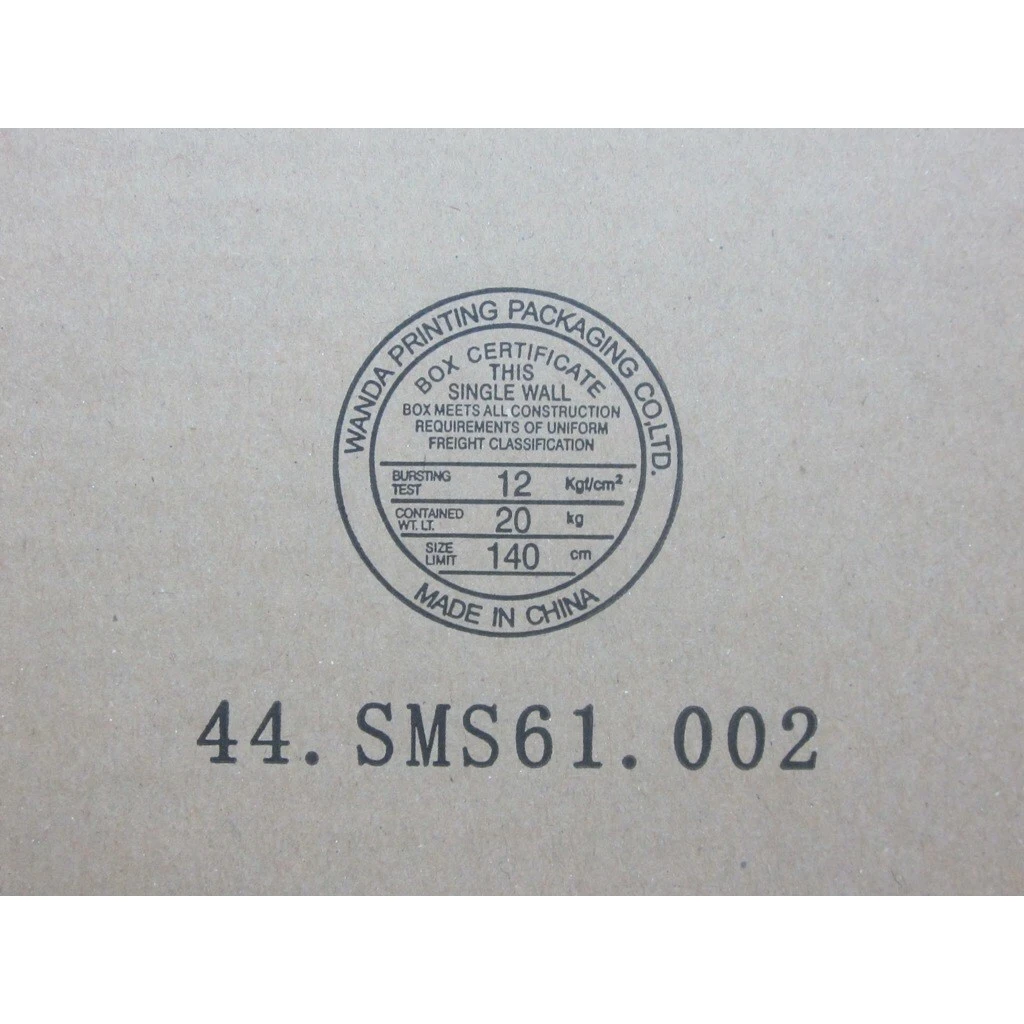 WANDA PRINTING PACKAGING CO,LTD.
BOX CERTIFICATE
THIS
SINGLE WALL
BOX MEETS ALL CONSTRUCTION
REQUIREMENTS OF UNIFORM
FREIGHT CLASSIFICATION
BURSTING TEST 12 Kgf/cm²
CONTAINED WT. LT. 20 kg
SIZE LIMIT 140 cm
MADE IN CHINA
44.SMS61.002